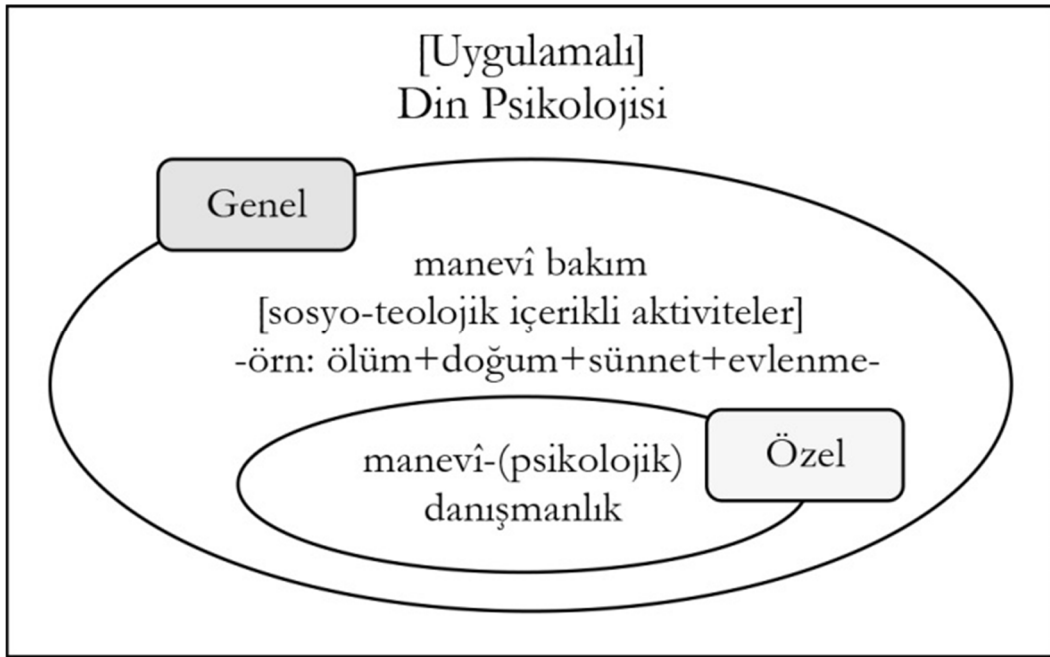 [Uygulamalı]
Din Psikolojisi
Genel
manevî bakım
[sosyo-teolojik içerikli aktiviteler]
-örn: ölüm+doğum+sünnet+evlenme-
manevî-(psikolojik)
danışmanlık
Özel